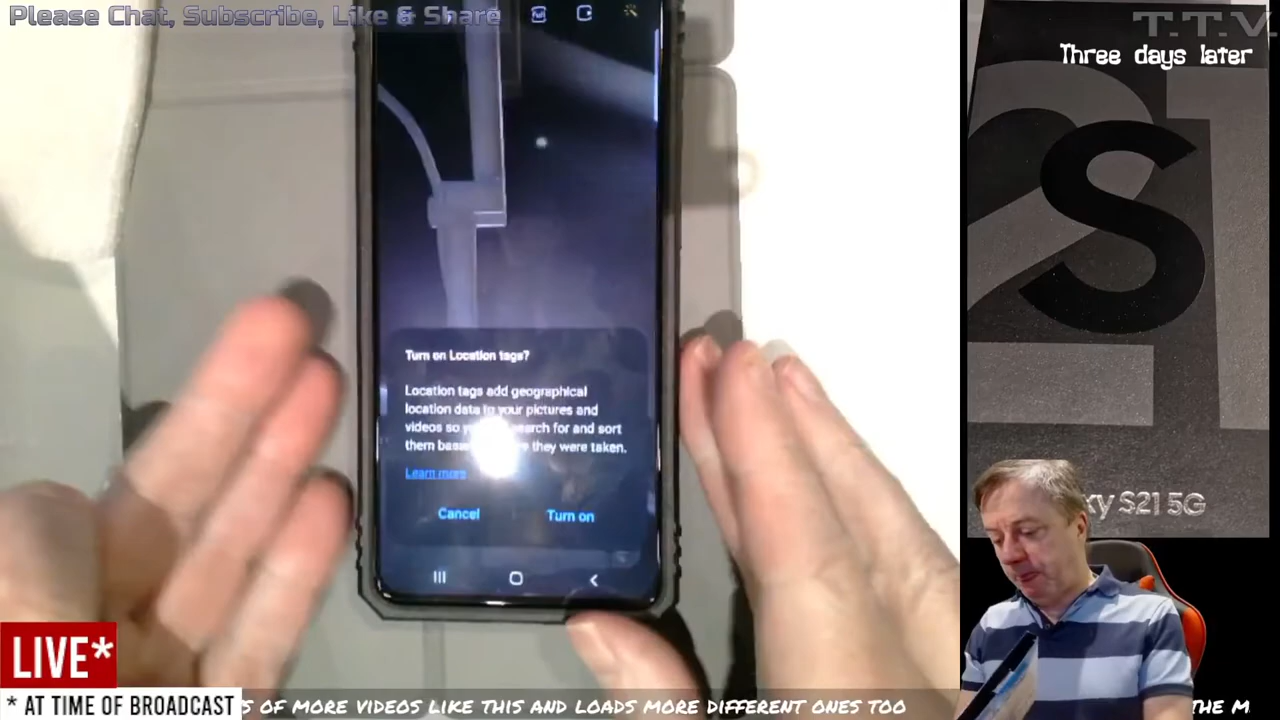 Please Chat, Subscribe, Like & Share
T.T.V.
Three days later
S21
Turn on Location tags?
Location tags add geographical
location data to your pictures and
videos so search for and sort
them they were taken.
Learn more
Cancel
Turn on
S21 5G
LIVE*
* AT TIME OF BROADCAST
OF MORE VIDEOS LIKE THIS AND LOADS MORE DIFFERENT ONES TOO
THE